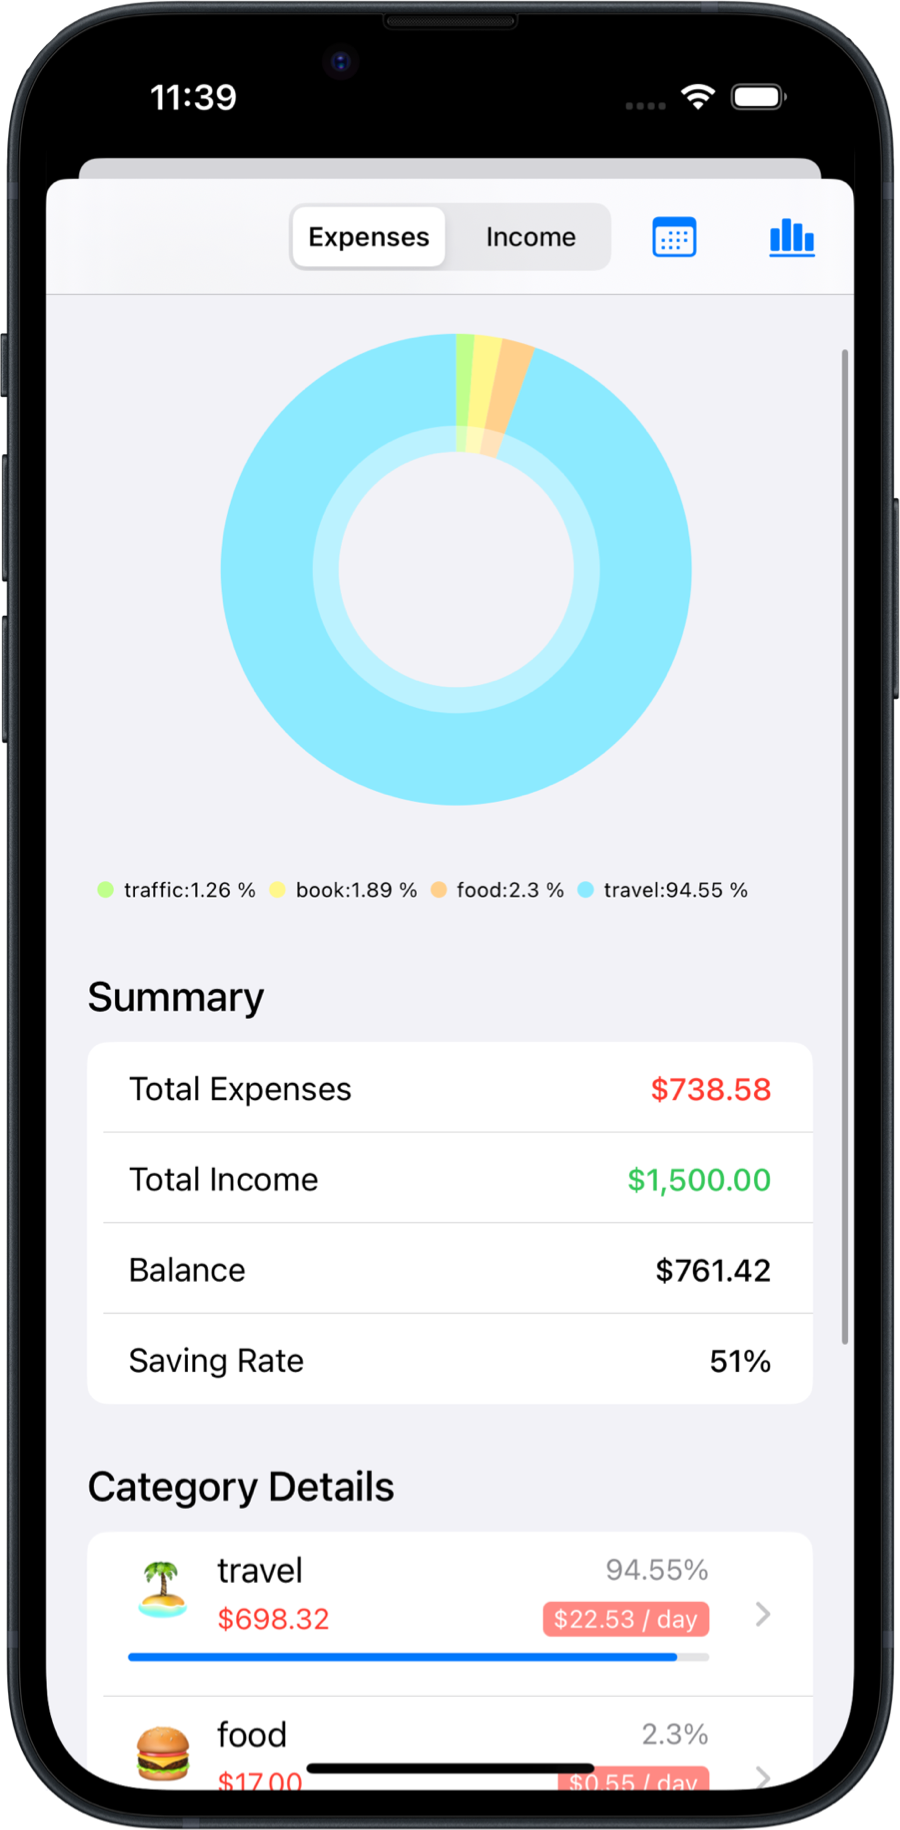 11:39
Expenses Income
traffic:1.26 % book:1.89 % food:2.3 % travel:94.55 %
Summary
Total Expenses $738.58
Total Income $1,500.00
Balance $761.42
Saving Rate 51%
Category Details
travel 94.55%
$698.32 $22.53 / day
food 2.3%
$17.00 $0.55 / day